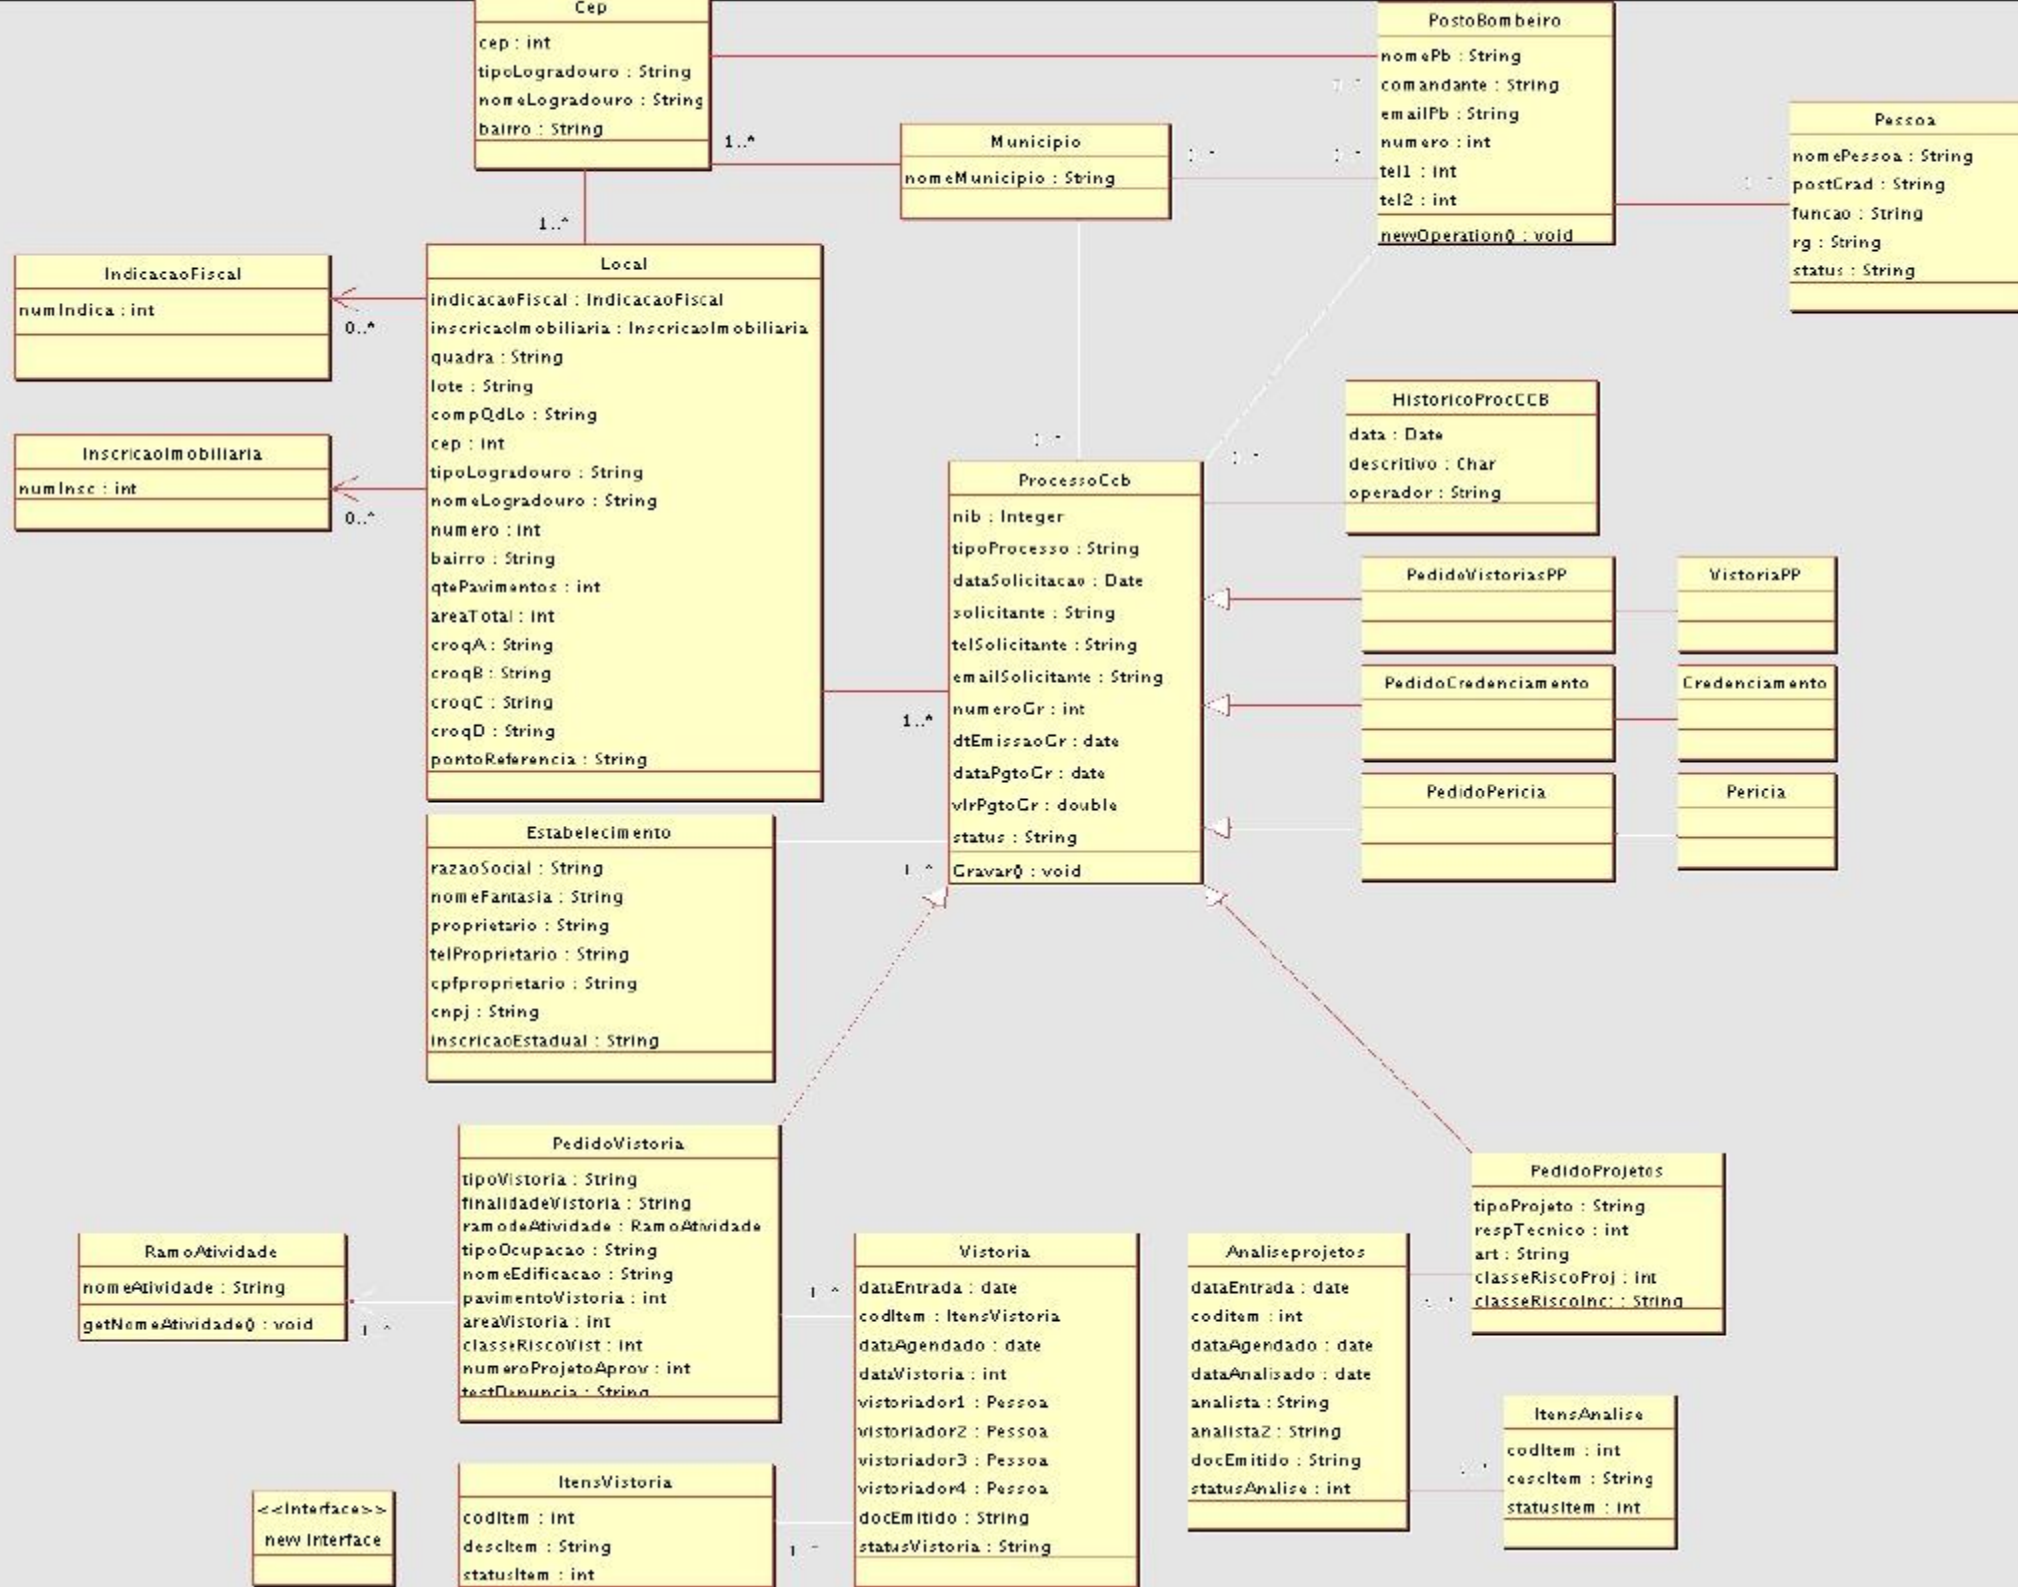 Cep
cep : int
tipoLogradouro : String
nomeLogradouro : String
bairro : String
1..*
1..*
Municipio
nomeMunicipio : String
PostoBombeiro
nomePb : String
comandante : String
emailPb : String
numero : int
tel1 : int
tel2 : int
newOperation() : void
Pessoa
nomePessoa : String
postGrad : String
funcao : String
rg : String
status : String
IndicacaoFiscal
numIndica : int
0..*
InscricaoImobiliaria
numInsc : int
0..*
Local
indicacaoFiscal : IndicacaoFiscal
inscricaoImobiliaria : InscricaoImobiliaria
quadra : String
lote : String
compQdLo : String
cep : int
tipoLogradouro : String
nomeLogradouro : String
numero : int
bairro : String
qtePavimentos : int
areaTotal : int
croqA : String
croqB : String
croqC : String
croqD : String
pontoReferencia : String
1..*
ProcessoCcb
nib : Integer
tipoProcesso : String
dataSolicitacao : Date
solicitante : String
telSolicitante : String
emailSolicitante : String
numeroGr : int
dtEmissaoGr : date
dataPgtoGr : date
vlrPgtoGr : double
status : String
Gravar() : void
HistoricoProcCCB
data : Date
descritivo : Char
operador : String
PedidoVistoriasPP
VistoriaPP
PedidoCredenciamento
Credenciamento
PedidoPericia
Pericia
Estabelecimento
razaoSocial : String
nomeFantasia : String
proprietario : String
telProprietario : String
cpfproprietario : String
cnpj : String
inscricaoEstadual : String
PedidoVistoria
tipoVistoria : String
finalidadeVistoria : String
ramodeAtividade : RamoAtividade
tipoOcupacao : String
nomeEdificacao : String
pavimentoVistoria : int
areaVistoria : int
classeRiscoVist : int
numeroProjetoAprov : int
testDenuncia : String
RamoAtividade
nomeAtividade : String
getNomeAtividade() : void
Vistoria
dataEntrada : date
codItem : ItensVistoria
dataAgendado : date
dataVistoria : int
vistoriador1 : Pessoa
vistoriador2 : Pessoa
vistoriador3 : Pessoa
vistoriador4 : Pessoa
docEmitido : String
statusVistoria : String
Analiseprojetos
dataEntrada : date
codItem : int
dataAgendado : date
dataAnalisado : date
analista : String
analista2 : String
docEmitido : String
statusAnalise : int
PedidoProjetos
tipoProjeto : String
respTecnico : int
art : String
classeRiscoProj : int
ItensAnalise
codItem : int
cescItem : String
statusItem : int
ItensVistoria
codItem : int
descItem : String
statusItem : int
<<Interface>>
new Interface